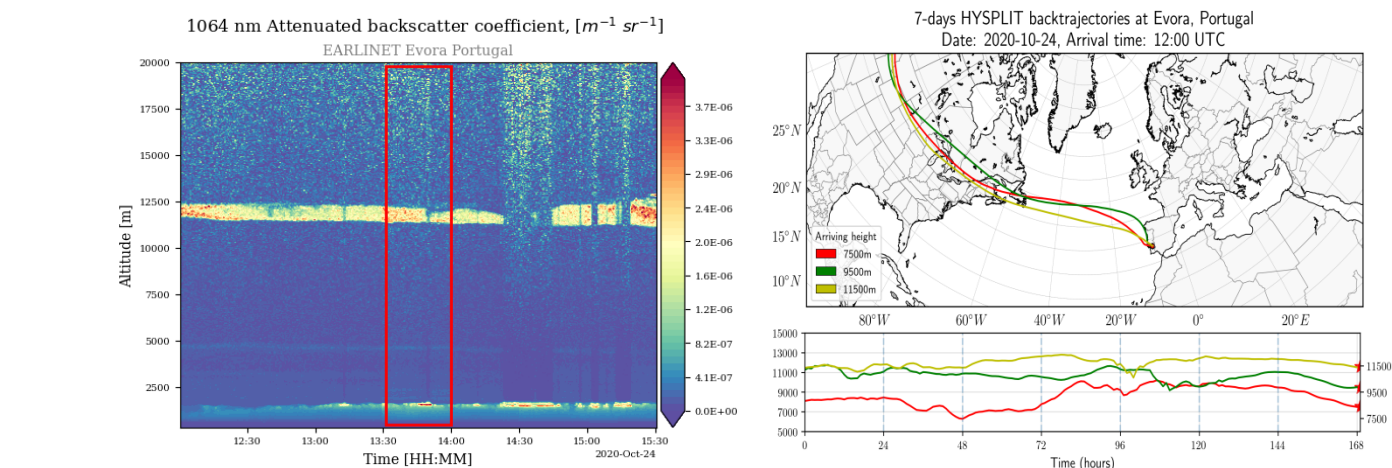 1064 nm Attenuated backscatter coefficient, [m⁻¹ sr⁻¹]
EARLINET Evora Portugal
20000
17500
15000
12500
10000
7500
5000
2500
Altitude [m]
12:30
13:00
13:30
14:00
14:30
15:00
15:30
2020-Oct-24
Time [HH:MM]
3.7E-06
3.3E-06
2.9E-06
2.4E-06
2.0E-06
1.6E-06
1.2E-06
8.2E-07
4.1E-07
0.0E+00
7-days HYSPLIT backtrajectories at Evora, Portugal
Date: 2020-10-24, Arrival time: 12:00 UTC
25°N
20°N
15°N
10°N
Arriving height
7500m
9500m
11500m
80°W
60°W
40°W
20°W
0°
20°E
15000
13000
11000
9000
7000
5000
11500
9500
7500
0
24
48
72
96
120
144
168
Time (hours)